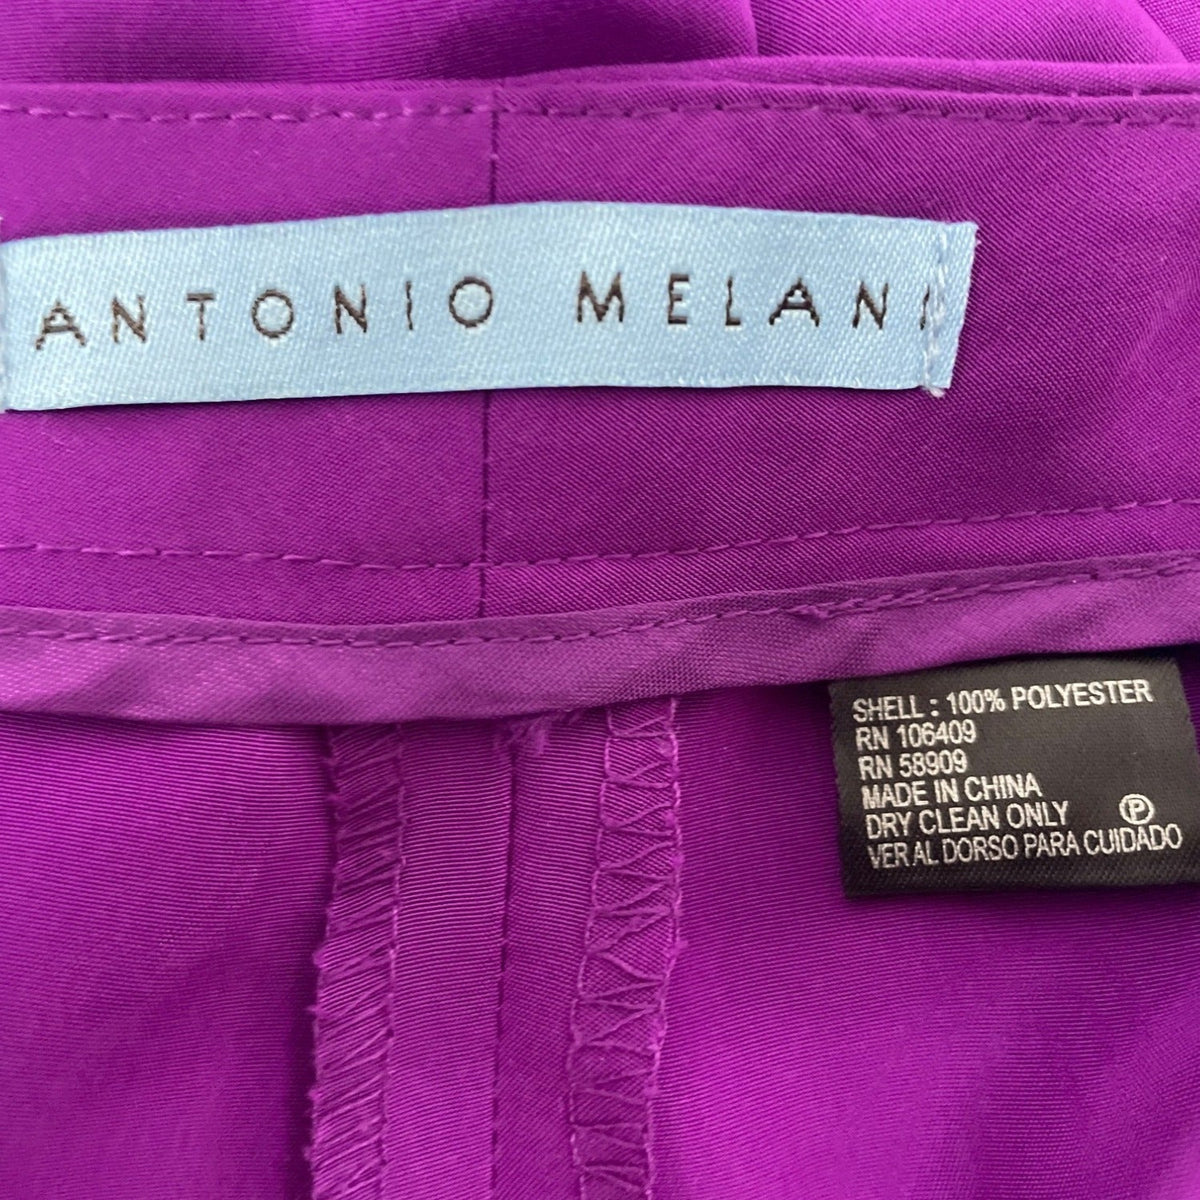 ANTONIO MELANI
SHELL : 100% POLYESTER
RN 106409
RN 58909
MADE IN CHINA
DRY CLEAN ONLY Ⓟ
VER AL DORSO PARA CUIDADO